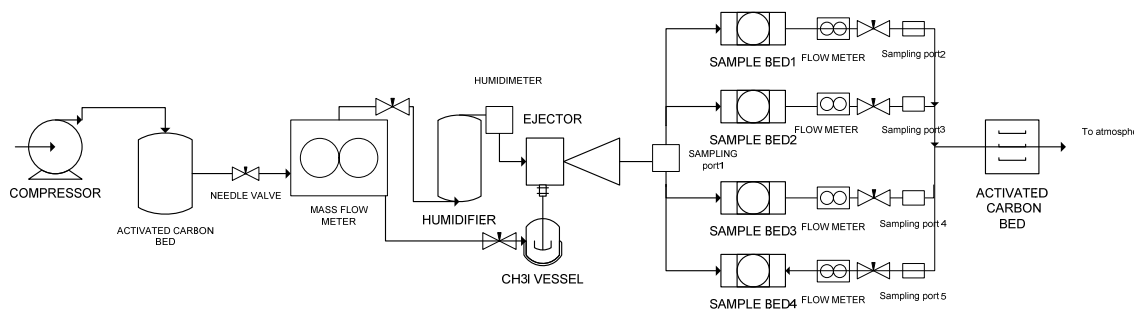 COMPRESSOR
ACTIVATED CARBON
BED
NEEDLE VALVE
MASS FLOW
METER
HUMIDIMETER
HUMIDIFIER
EJECTOR
CH3I VESSEL
SAMPLING
port1
SAMPLE BED1
FLOW METER
Sampling port2
SAMPLE BED2
FLOW METER
Sampling port3
SAMPLE BED3
FLOW METER
Sampling port 4
SAMPLE BED4
FLOW METER
Sampling port 5
ACTIVATED
CARBON
BED
To atmosphe